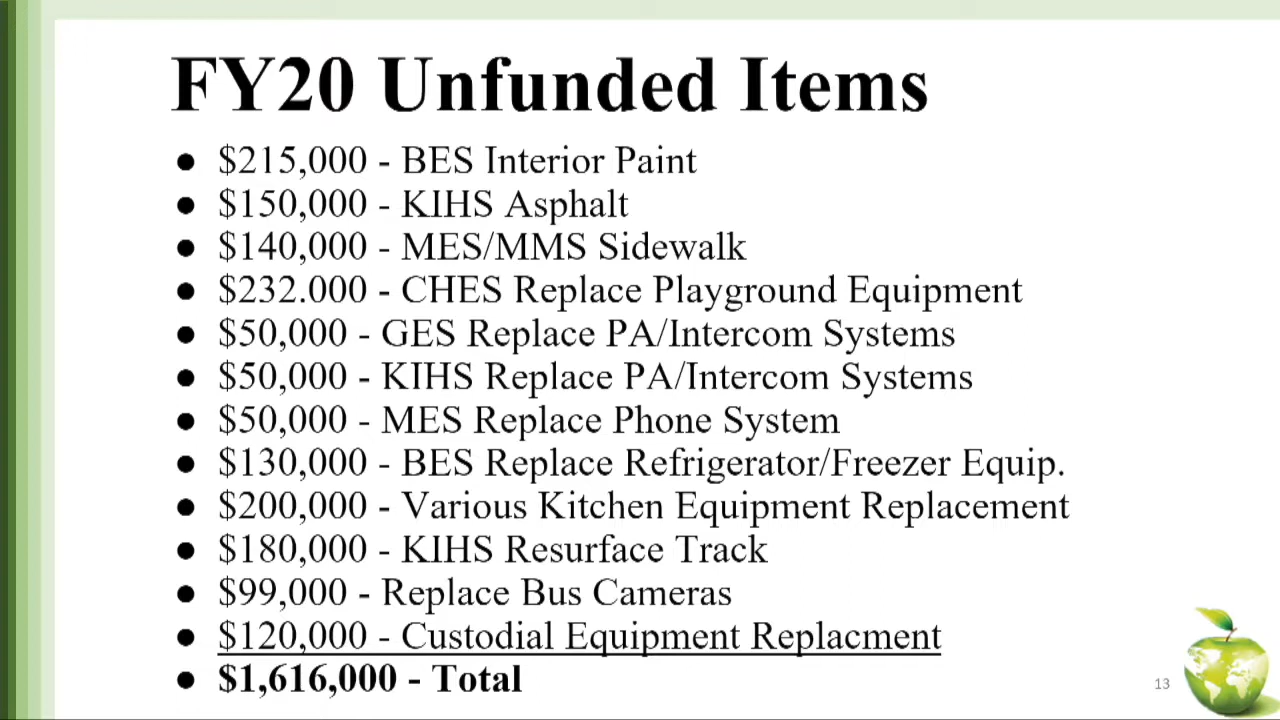 FY20 Unfunded Items
● $215,000 - BES Interior Paint
● $150,000 - KIHS Asphalt
● $140,000 - MES/MMS Sidewalk
● $232.000 - CHES Replace Playground Equipment
● $50,000 - GES Replace PA/Intercom Systems
● $50,000 - KIHS Replace PA/Intercom Systems
● $50,000 - MES Replace Phone System
● $130,000 - BES Replace Refrigerator/Freezer Equip.
● $200,000 - Various Kitchen Equipment Replacement
● $180,000 - KIHS Resurface Track
● $99,000 - Replace Bus Cameras
● $120,000 - Custodial Equipment Replacment
● $1,616,000 - Total
13